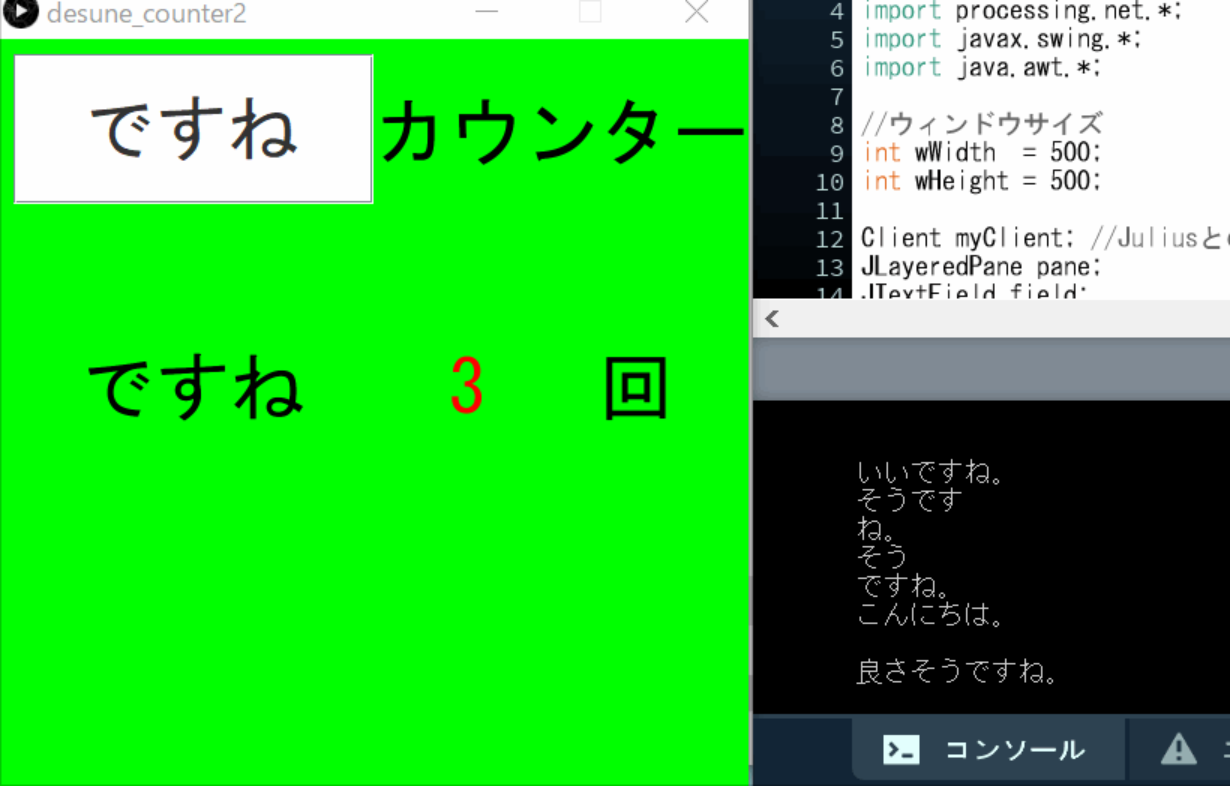 desune_counter2
ですね カウンター
ですね 3 回
4 import processing.net.*;
5 import javax.swing.*;
6 import java.awt.*;
7
8 //ウィンドウサイズ
9 int wWidth = 500;
10 int wHeight = 500;
11
12 Client myClient; //Juliusと
13 JLayeredPane pane;
14 JTextField field;
いいですね。
そうです
ね。
そう
ですね。
こんにちは。
良さそうですね。
コンソール